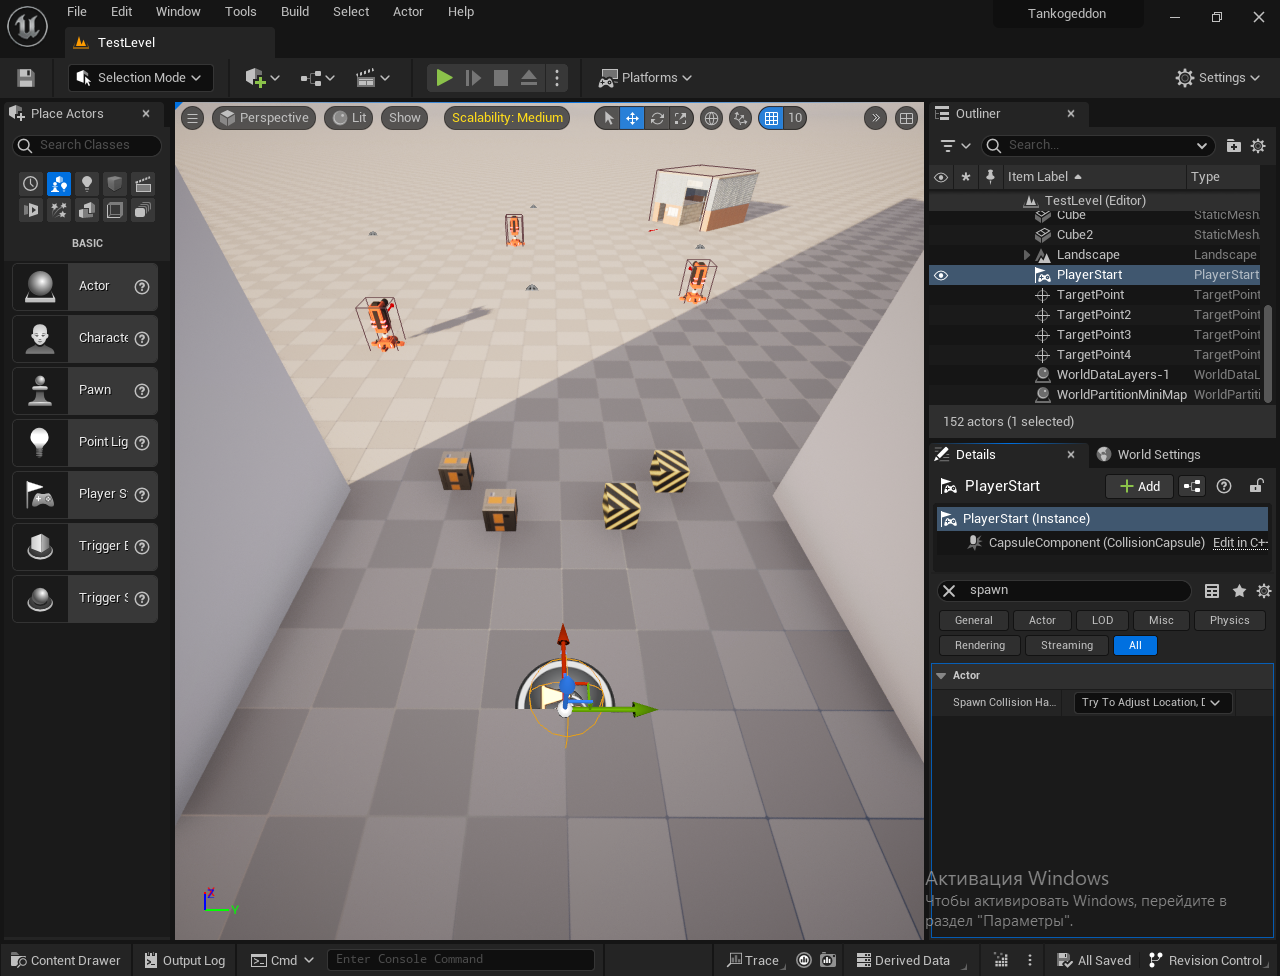 File Edit Window Tools Build Select Actor Help
Tankogeddon
TestLevel
Selection Mode
Platforms
Settings
Place Actors
Search Classes
BASIC
Actor
Characte
Pawn
Point Lig
Player S
Trigger B
Trigger S
Perspective
Lit
Show
Scalability: Medium
10
Outliner
Search...
Item Label
Type
TestLevel (Editor)
Cube StaticMesh
Cube2 StaticMesh
Landscape Landscape
PlayerStart PlayerStart
TargetPoint TargetPoint
TargetPoint2 TargetPoint
TargetPoint3 TargetPoint
TargetPoint4 TargetPoint
WorldDataLayers-1 WorldDataL
WorldPartitionMiniMap WorldPartiti
152 actors (1 selected)
Details
World Settings
PlayerStart
Add
PlayerStart (Instance)
CapsuleComponent (CollisionCapsule) Edit in C++
spawn
General Actor LOD Misc Physics
Rendering Streaming All
Actor
Spawn Collision Ha... Try To Adjust Location, D
Активация Windows
Чтобы активировать Windows, перейдите в
раздел "Параметры".
Z
Y
Content Drawer
Output Log
Cmd
Enter Console Command
Trace
Derived Data
All Saved
Revision Control